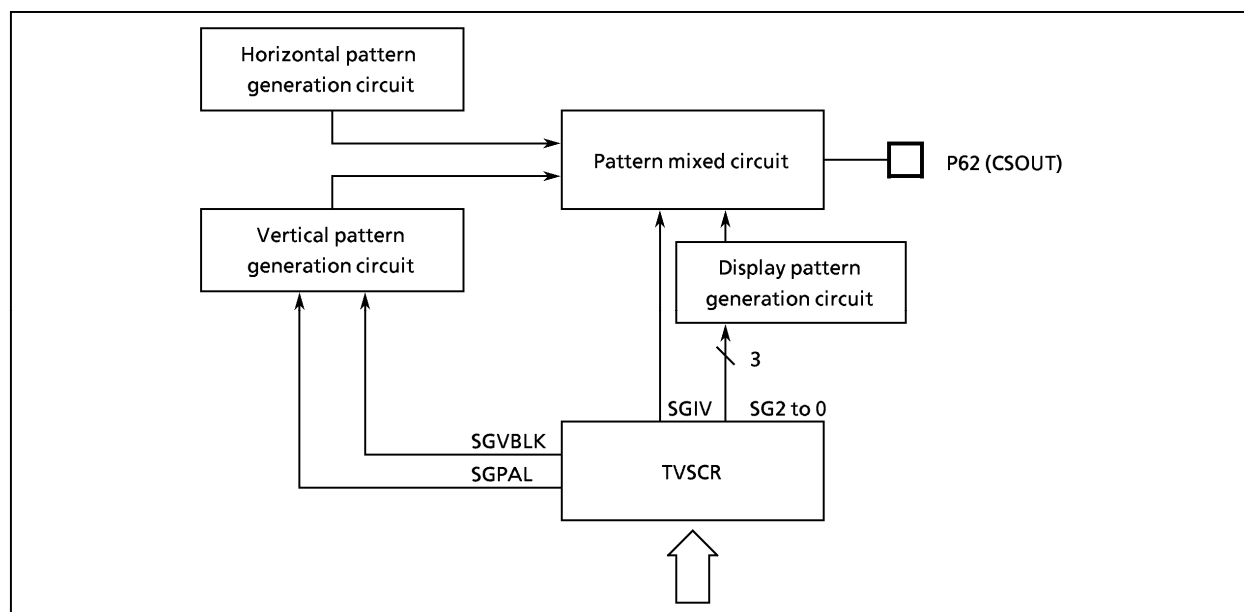 Horizontal pattern
generation circuit
Pattern mixed circuit
P62 (CSOUT)
Vertical pattern
generation circuit
Display pattern
generation circuit
3
SGIV
SG2 to 0
SGVBLK
SGPAL
TVSCR